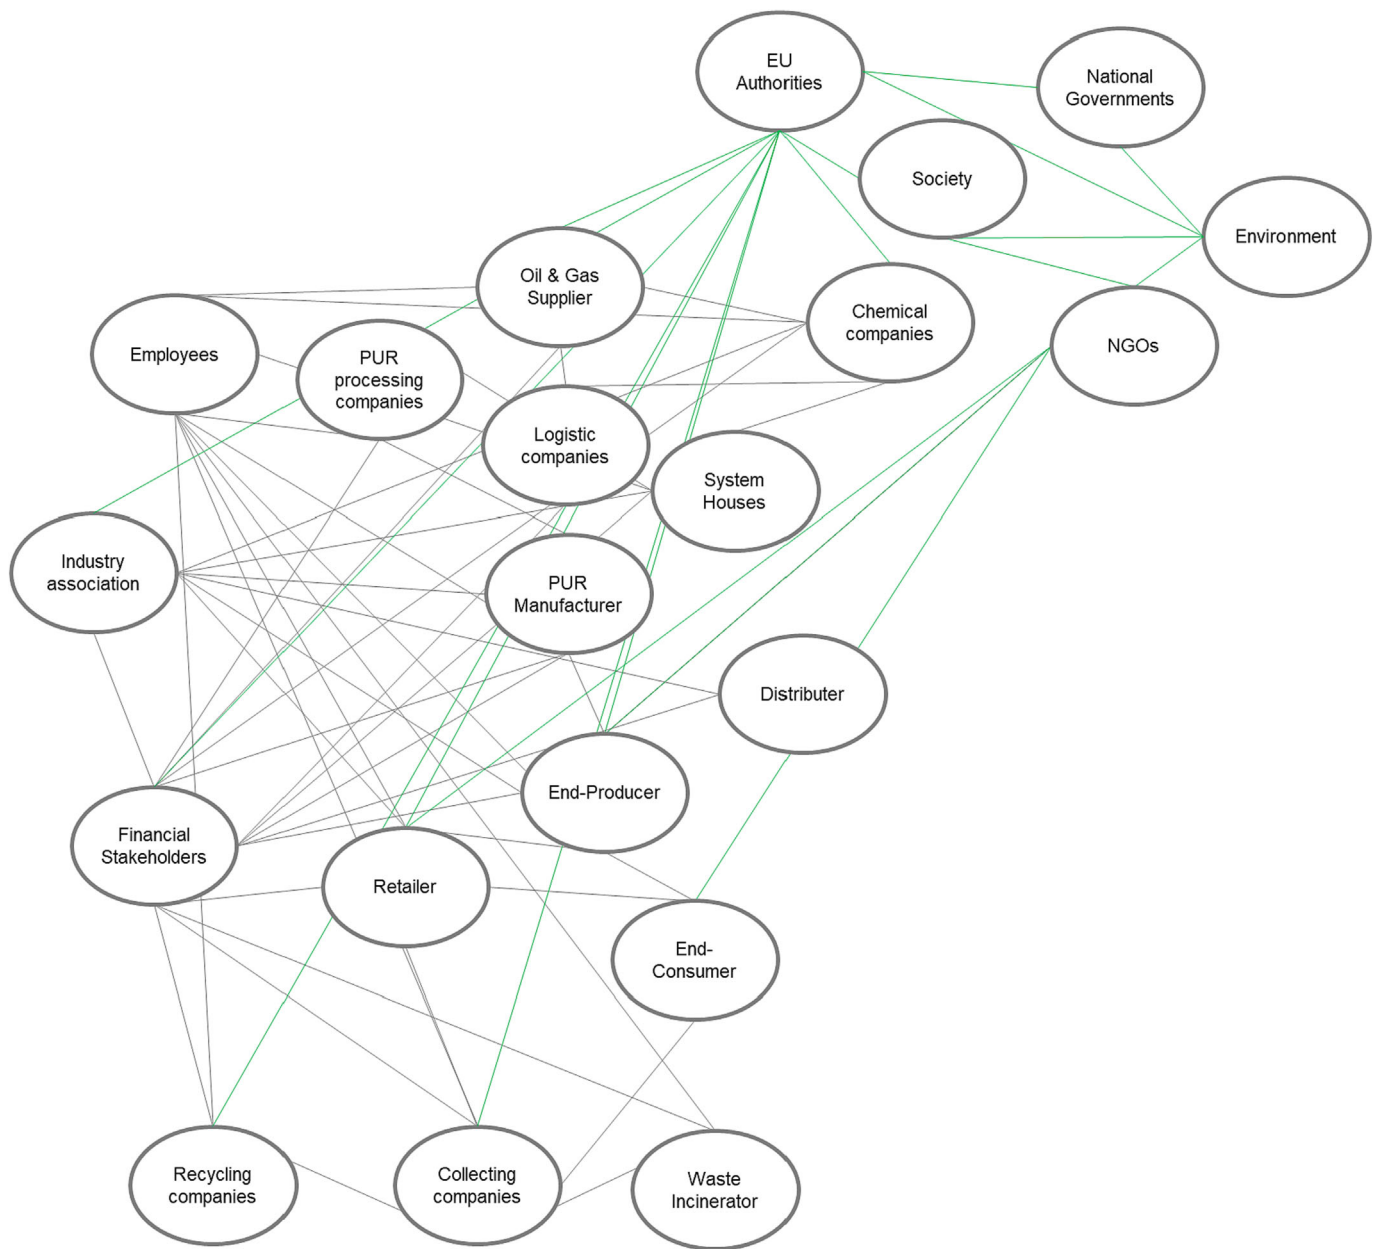 EU
Authorities
National
Governments
Society
Environment
Oil & Gas
Supplier
Chemical
companies
NGOs
Employees
PUR
processing
companies
Logistic
companies
System
Houses
Industry
association
PUR
Manufacturer
Distributer
End-Producer
Financial
Stakeholders
Retailer
End-
Consumer
Recycling
companies
Collecting
companies
Waste
Incinerator